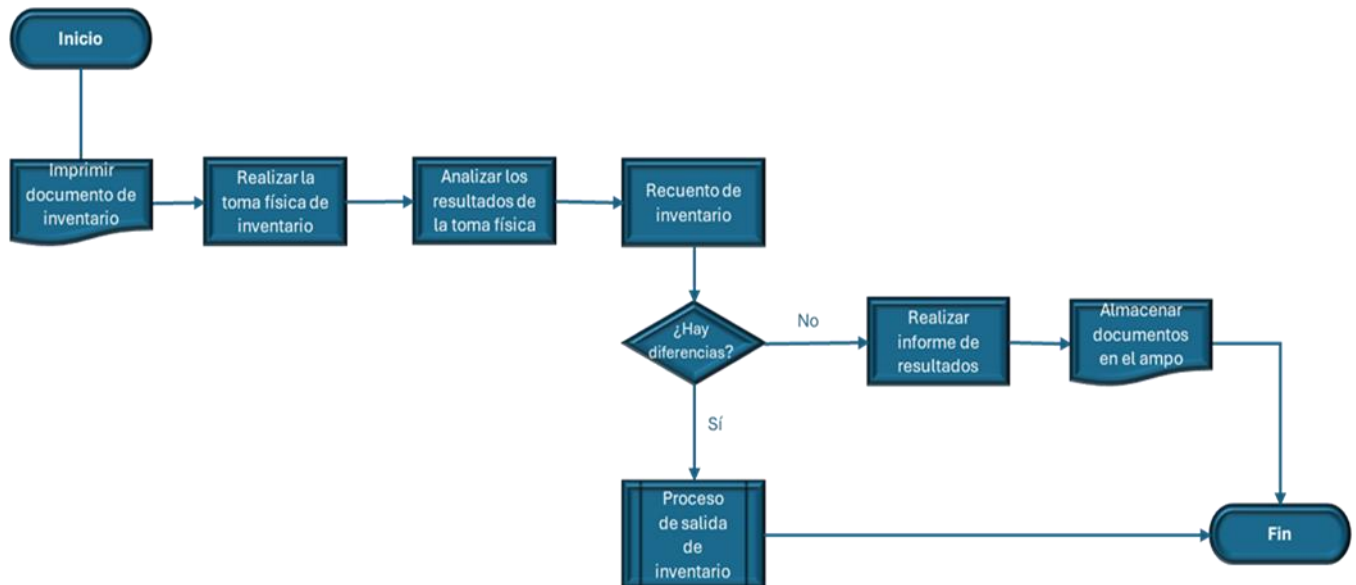 Inicio
Imprimir
documento de
inventario
Realizar la
toma física de
inventario
Analizar los
resultados de
la toma física
Recuento de
inventario
¿Hay
diferencias?
No
Realizar
informe de
resultados
Almacenar
documentos
en el ampo
Sí
Proceso
de salida
de
inventario
Fin